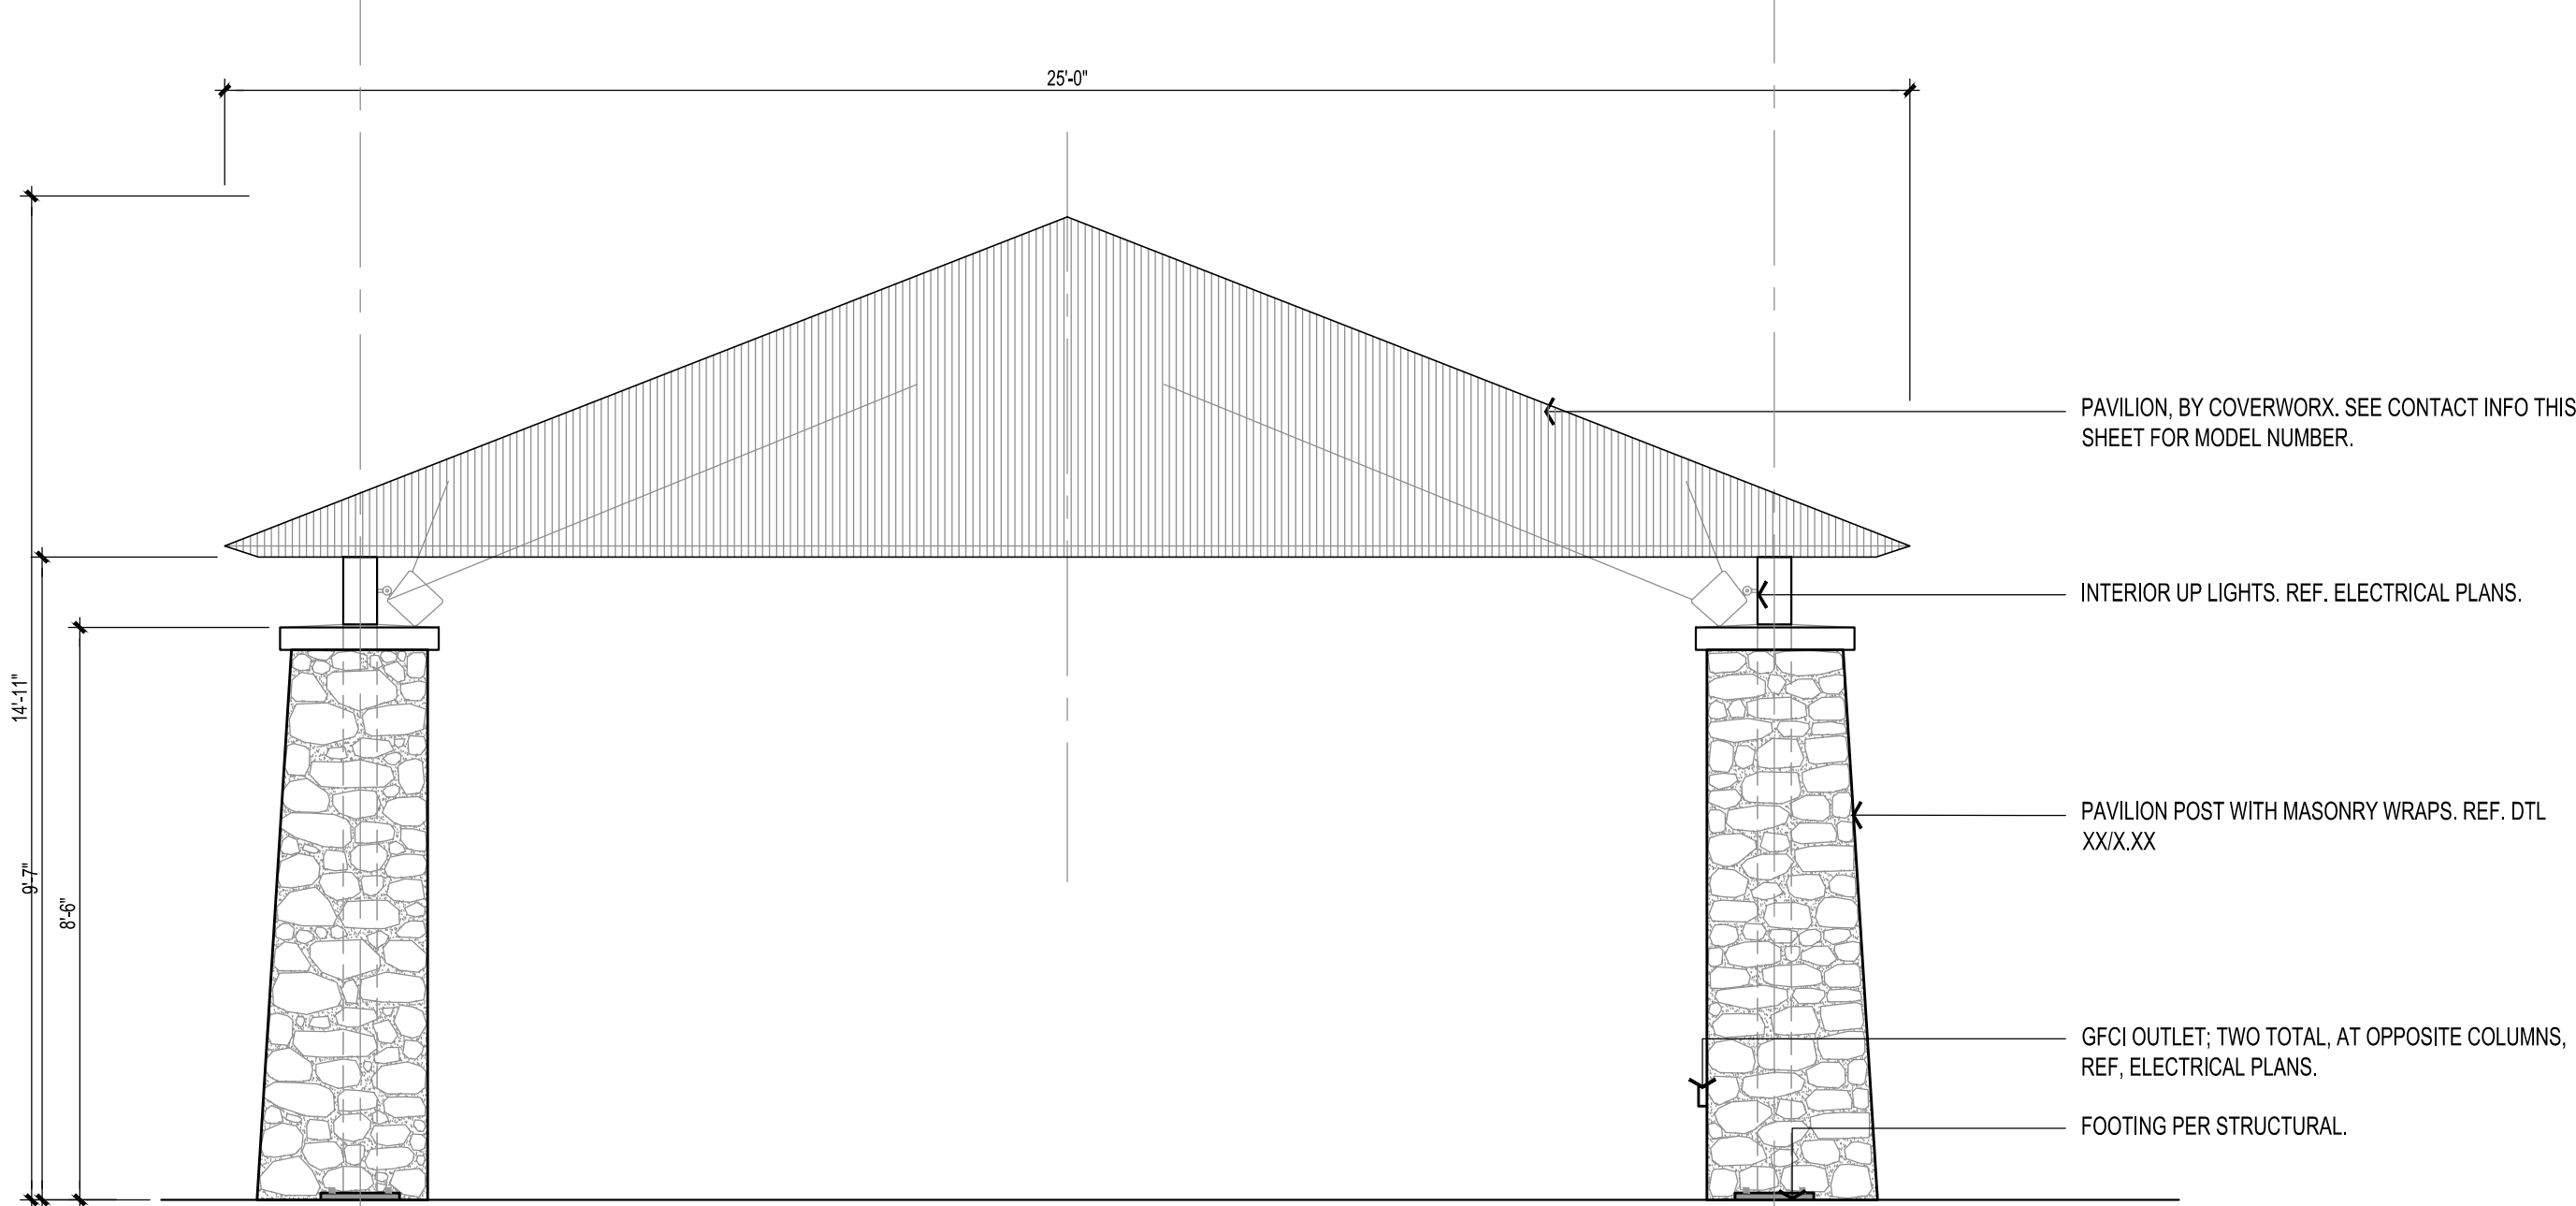 25'-0"
PAVILION, BY COVERWORX. SEE CONTACT INFO THIS
SHEET FOR MODEL NUMBER.
INTERIOR UP LIGHTS. REF. ELECTRICAL PLANS.
14'-11"
PAVILION POST WITH MASONRY WRAPS. REF. DTL
XX/X.XX
9'-7"
8'-6"
GFCI OUTLET; TWO TOTAL, AT OPPOSITE COLUMNS,
REF, ELECTRICAL PLANS.
FOOTING PER STRUCTURAL.